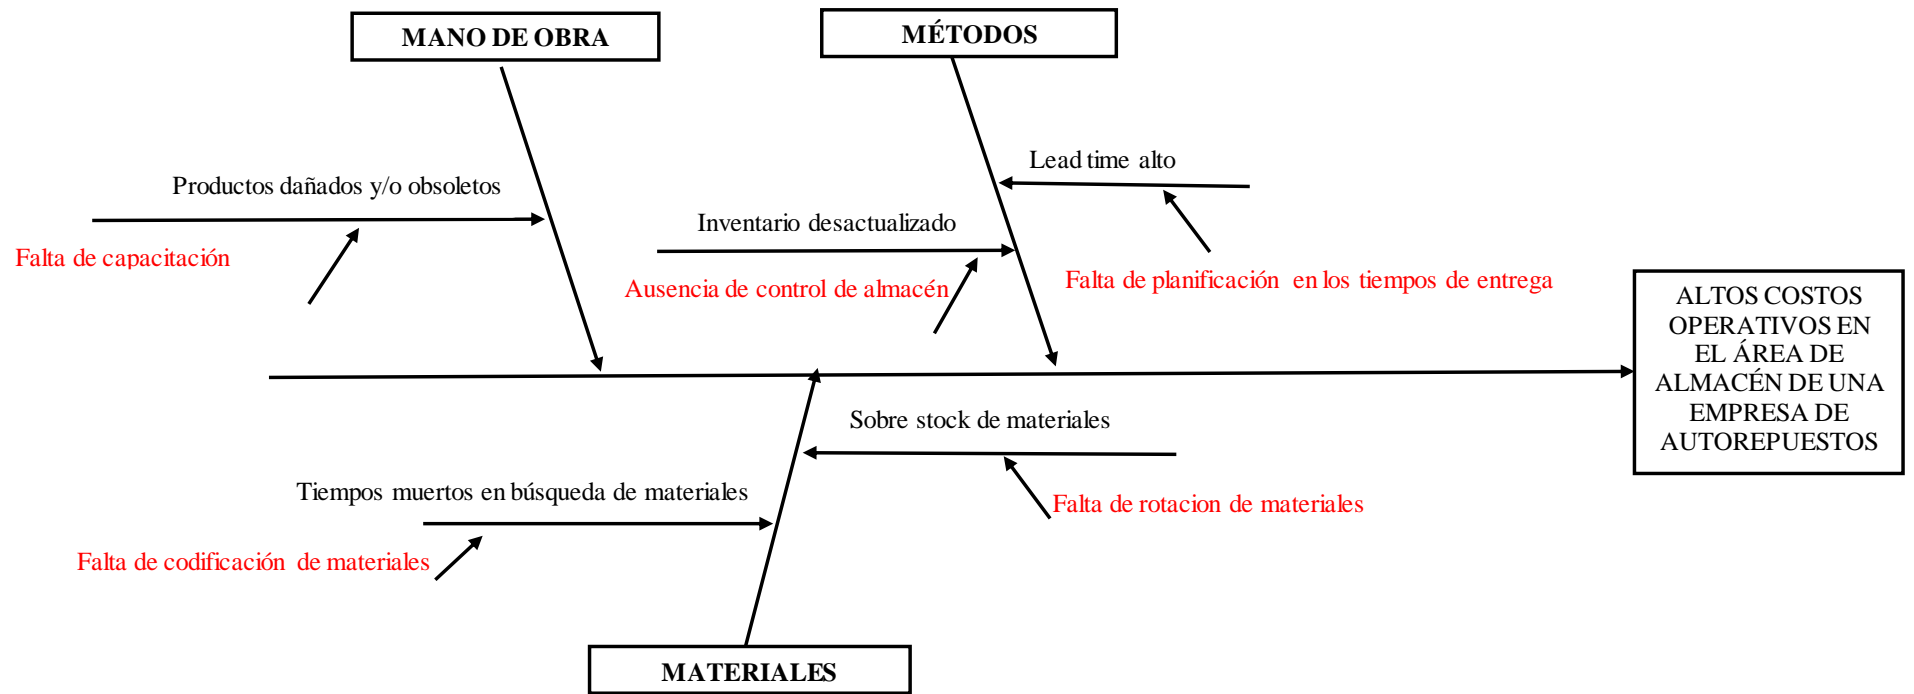 MANO DE OBRA
MÉTODOS
Lead time alto
Productos dañados y/o obsoletos
Inventario desactualizado
Falta de capacitación
Falta de planificación en los tiempos de entrega
Ausencia de control de almacén
ALTOS COSTOS
OPERATIVOS EN
EL ÁREA DE
ALMACÉN DE UNA
EMPRESA DE
AUTOREPUESTOS
Sobre stock de materiales
Tiempos muertos en búsqueda de materiales
Falta de rotacion de materiales
Falta de codificación de materiales
MATERIALES